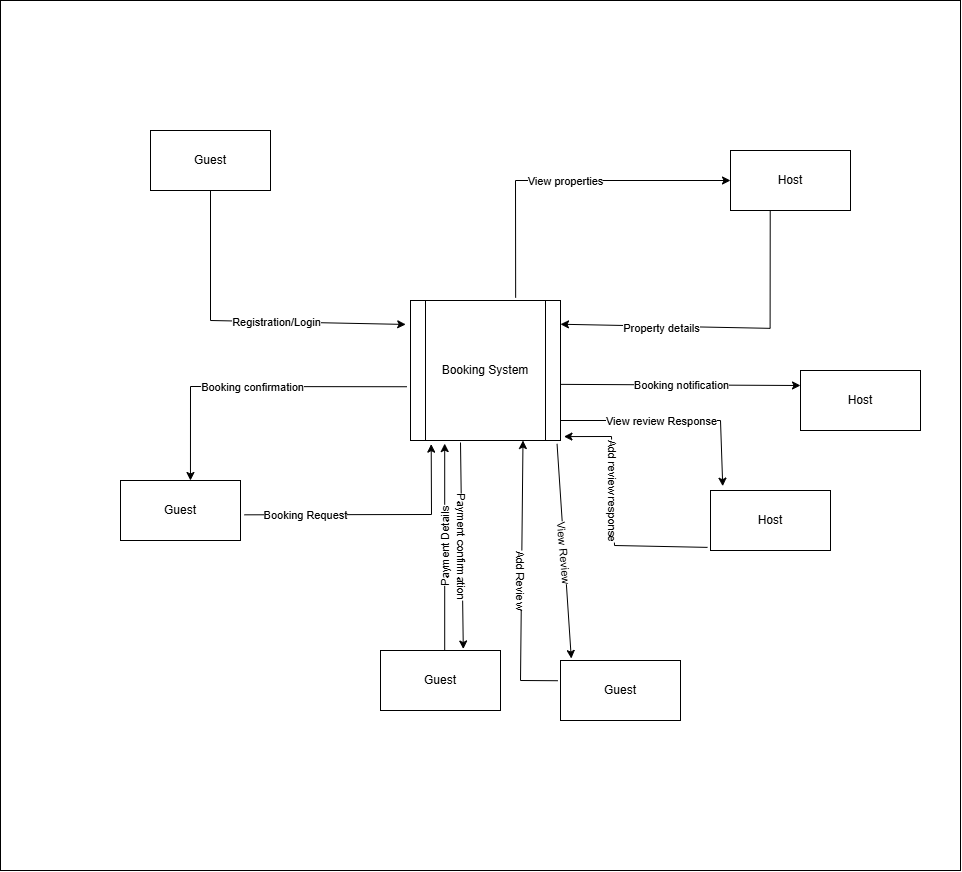 Guest
Host
View properties
Registration/Login
Property details
Booking System
Booking confirmation
Booking notification
Host
View review Response
Add review response
Guest
Booking Request
Host
Payment Details
Payment confirmation
Add Review
View Review
Guest
Guest